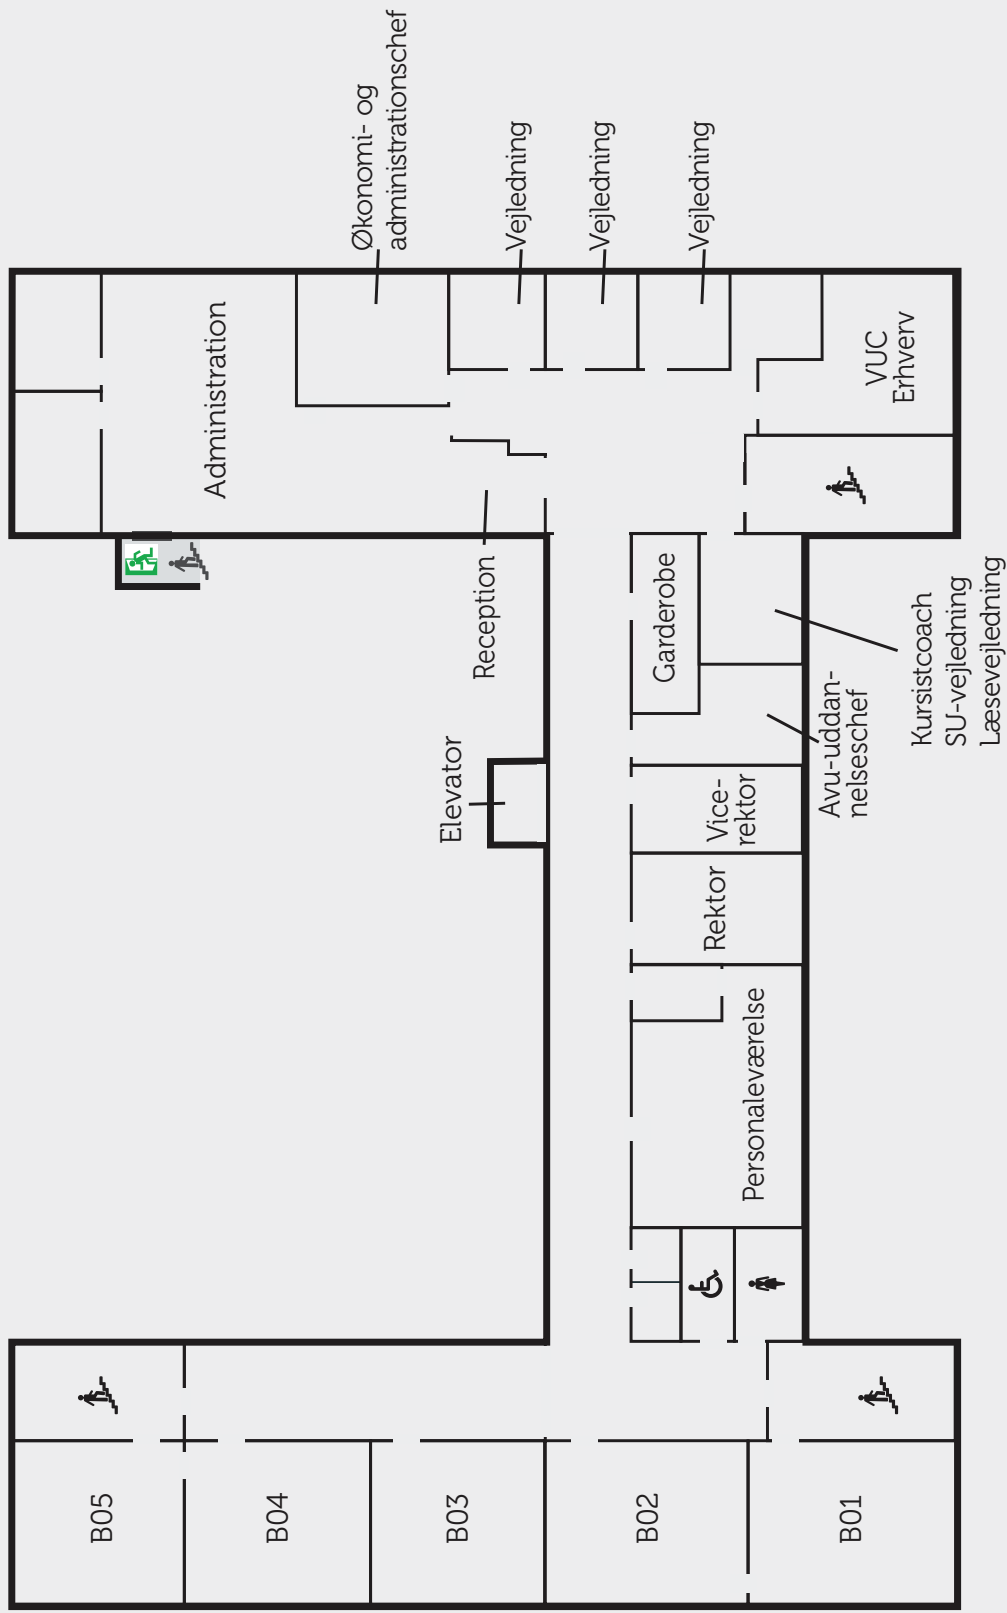 Økonomi- og
administrationschef
Vejledning
Vejledning
Vejledning
Administration
VUC
Erhverv
Reception
Garderobe
Kursistcoach
SU-vejledning
Læsevejledning
Elevator
Avu-uddan-
nelseschef
Vice-
rektor
Rektor
Personaleværelse
B05
B04
B03
B02
B01